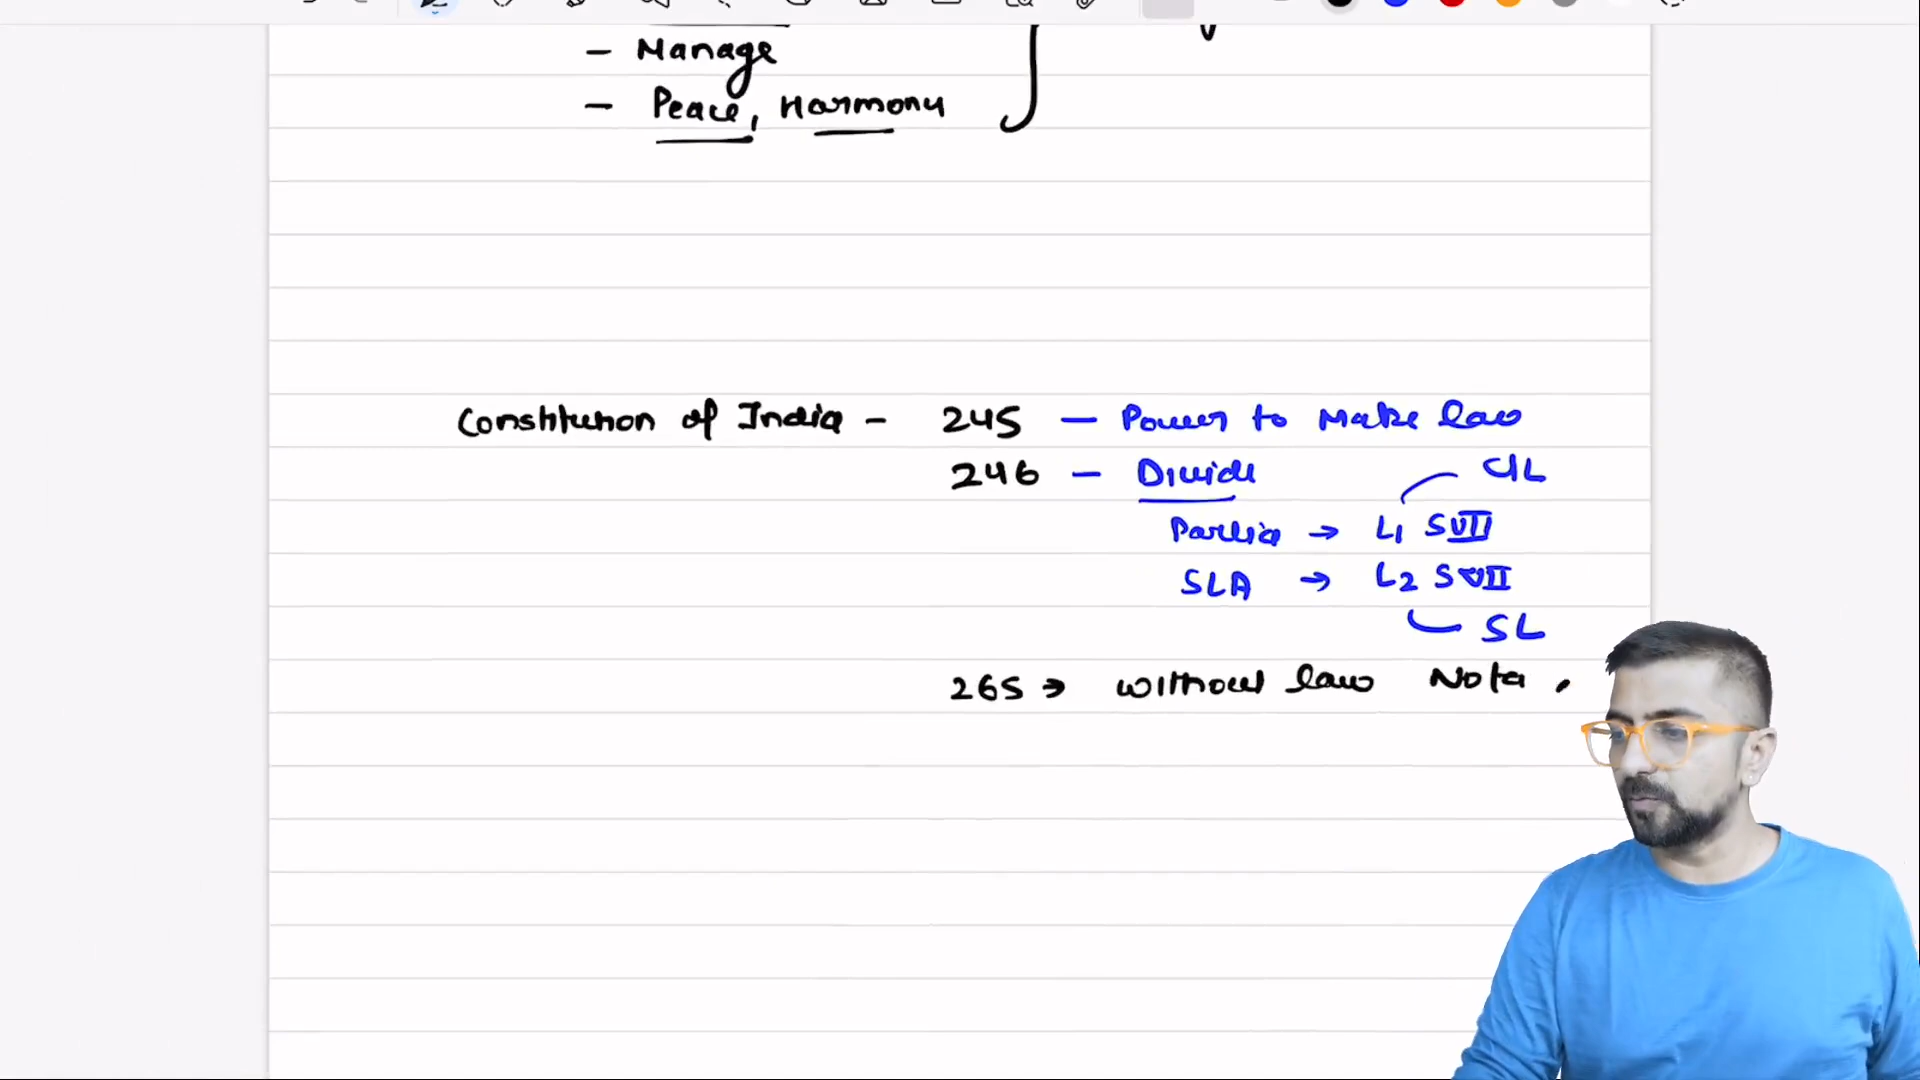 - Manage
- Peace, Harmony
Constitution of India - 245 - Power to Make law
246 - Divide
UL
Parlia → L1 SVII
SLA → L2 SVII
SL
265 → without law Nota